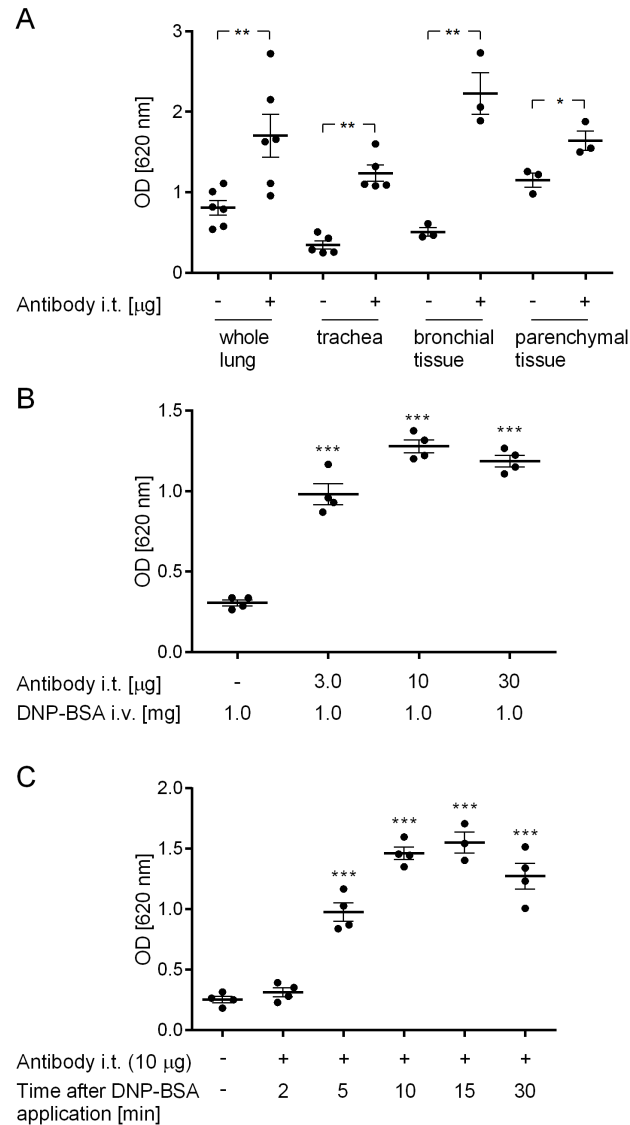 A
3
2
1
0
OD [620 nm]
** ** ** *
Antibody i.t. [µg] - + - + - + - +
whole lung
trachea
bronchial tissue
parenchymal tissue
B
1.5
1.0
0.5
0.0
OD [620 nm]
*** *** ***
Antibody i.t. [µg] - 3.0 10 30
DNP-BSA i.v. [mg] 1.0 1.0 1.0 1.0
C
2.0
1.5
1.0
0.5
0.0
OD [620 nm]
*** *** *** ***
Antibody i.t. (10 µg) - + + + + +
Time after DNP-BSA - 2 5 10 15 30
application [min]